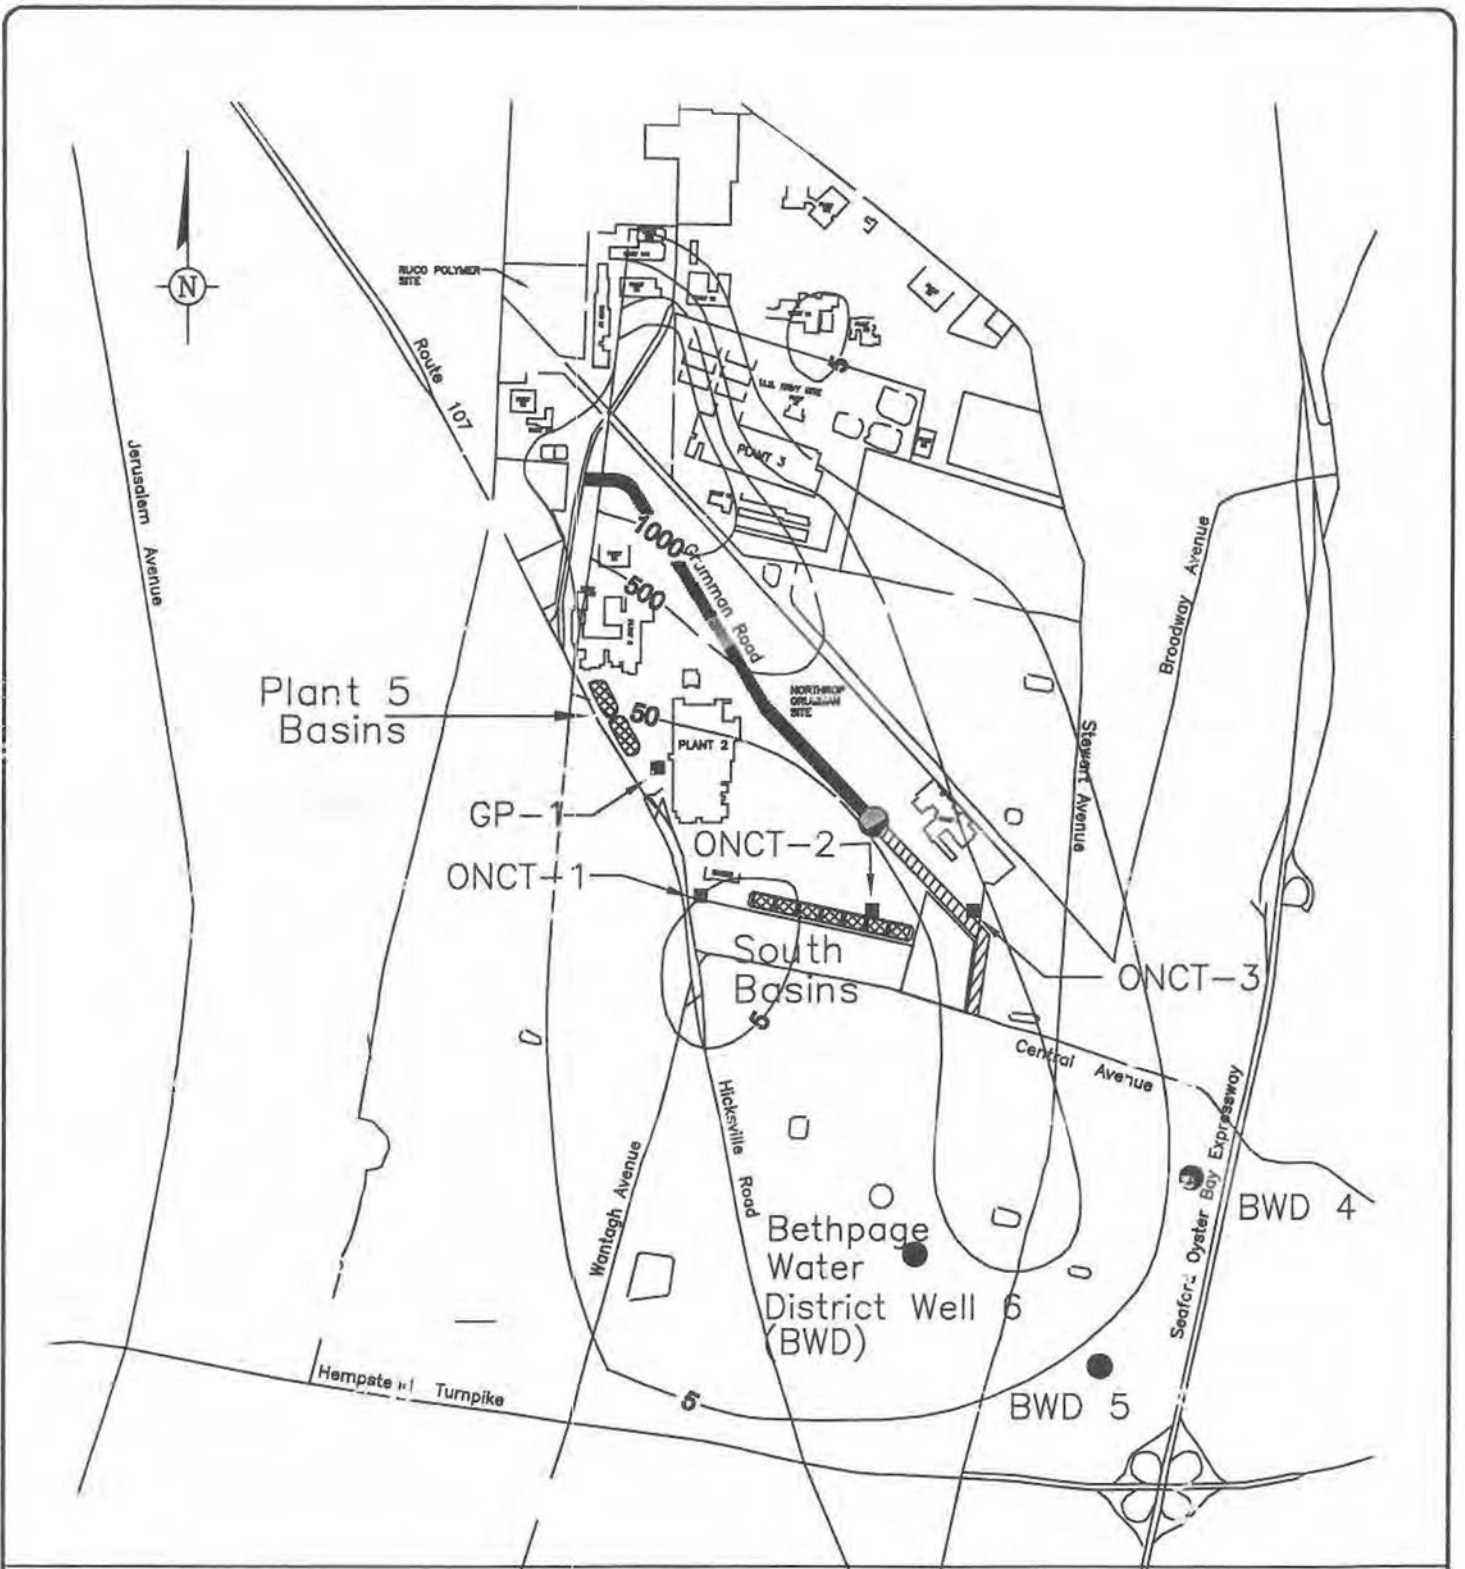 N
RUCO POLYMER
SITE
Route 107
Jerusalem Avenue
5
U.S. NAVY SITE
PLANT 3
1000
Grumman Road
500
Broadway Avenue
Plant 5
Basins
50
NORTHROP
GRUMMAN
SITE
PLANT 2
Stewart Avenue
GP-1
ONCT-2
ONCT-1
South
Basins
ONCT-3
5
Central Avenue
Hicksville Road
Wantagh Avenue
Seaford Oyster Bay Expressway
BWD 4
Bethpage
Water
District Well 6
(BWD)
Turnpike
5
BWD 5